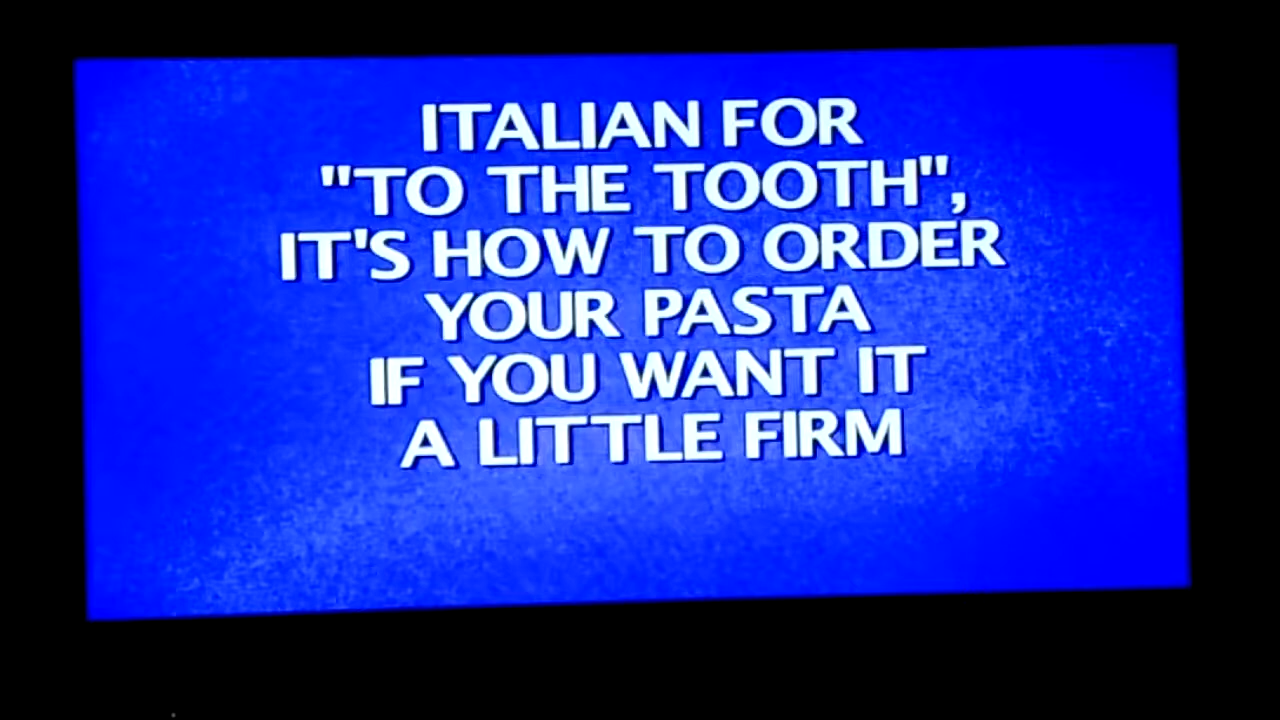 ITALIAN FOR
"TO THE TOOTH",
IT'S HOW TO ORDER
YOUR PASTA
IF YOU WANT IT
A LITTLE FIRM